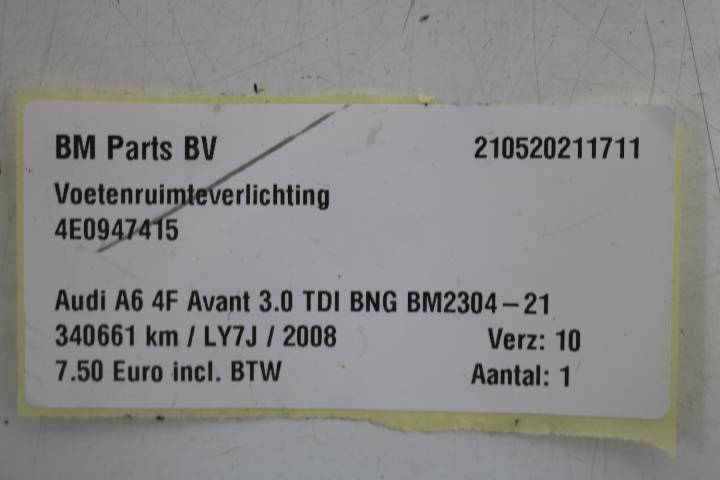 BM Parts BV 210520211711
Voetenruimteverlichting
4E0947415
Audi A6 4F Avant 3.0 TDI BNG BM2304-21
340661 km / LY7J / 2008 Verz: 10
7.50 Euro incl. BTW Aantal: 1